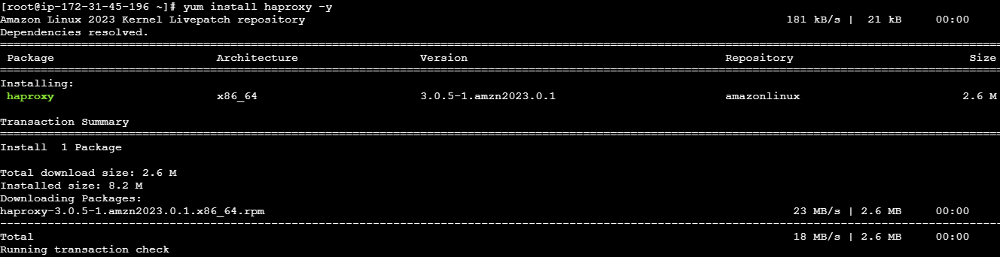 [root@ip-172-31-45-196 ~]# yum install haproxy -y
Amazon Linux 2023 Kernel Livepatch repository 181 kB/s | 21 kB 00:00
Dependencies resolved.
================================================================================
Package Architecture Version Repository Size
================================================================================
Installing:
haproxy x86_64 3.0.5-1.amzn2023.0.1 amazonlinux 2.6 M
Transaction Summary
================================================================================
Install 1 Package
Total download size: 2.6 M
Installed size: 8.2 M
Downloading Packages:
haproxy-3.0.5-1.amzn2023.0.1.x86_64.rpm 23 MB/s | 2.6 MB 00:00
--------------------------------------------------------------------------------
Total 18 MB/s | 2.6 MB 00:00
Running transaction check